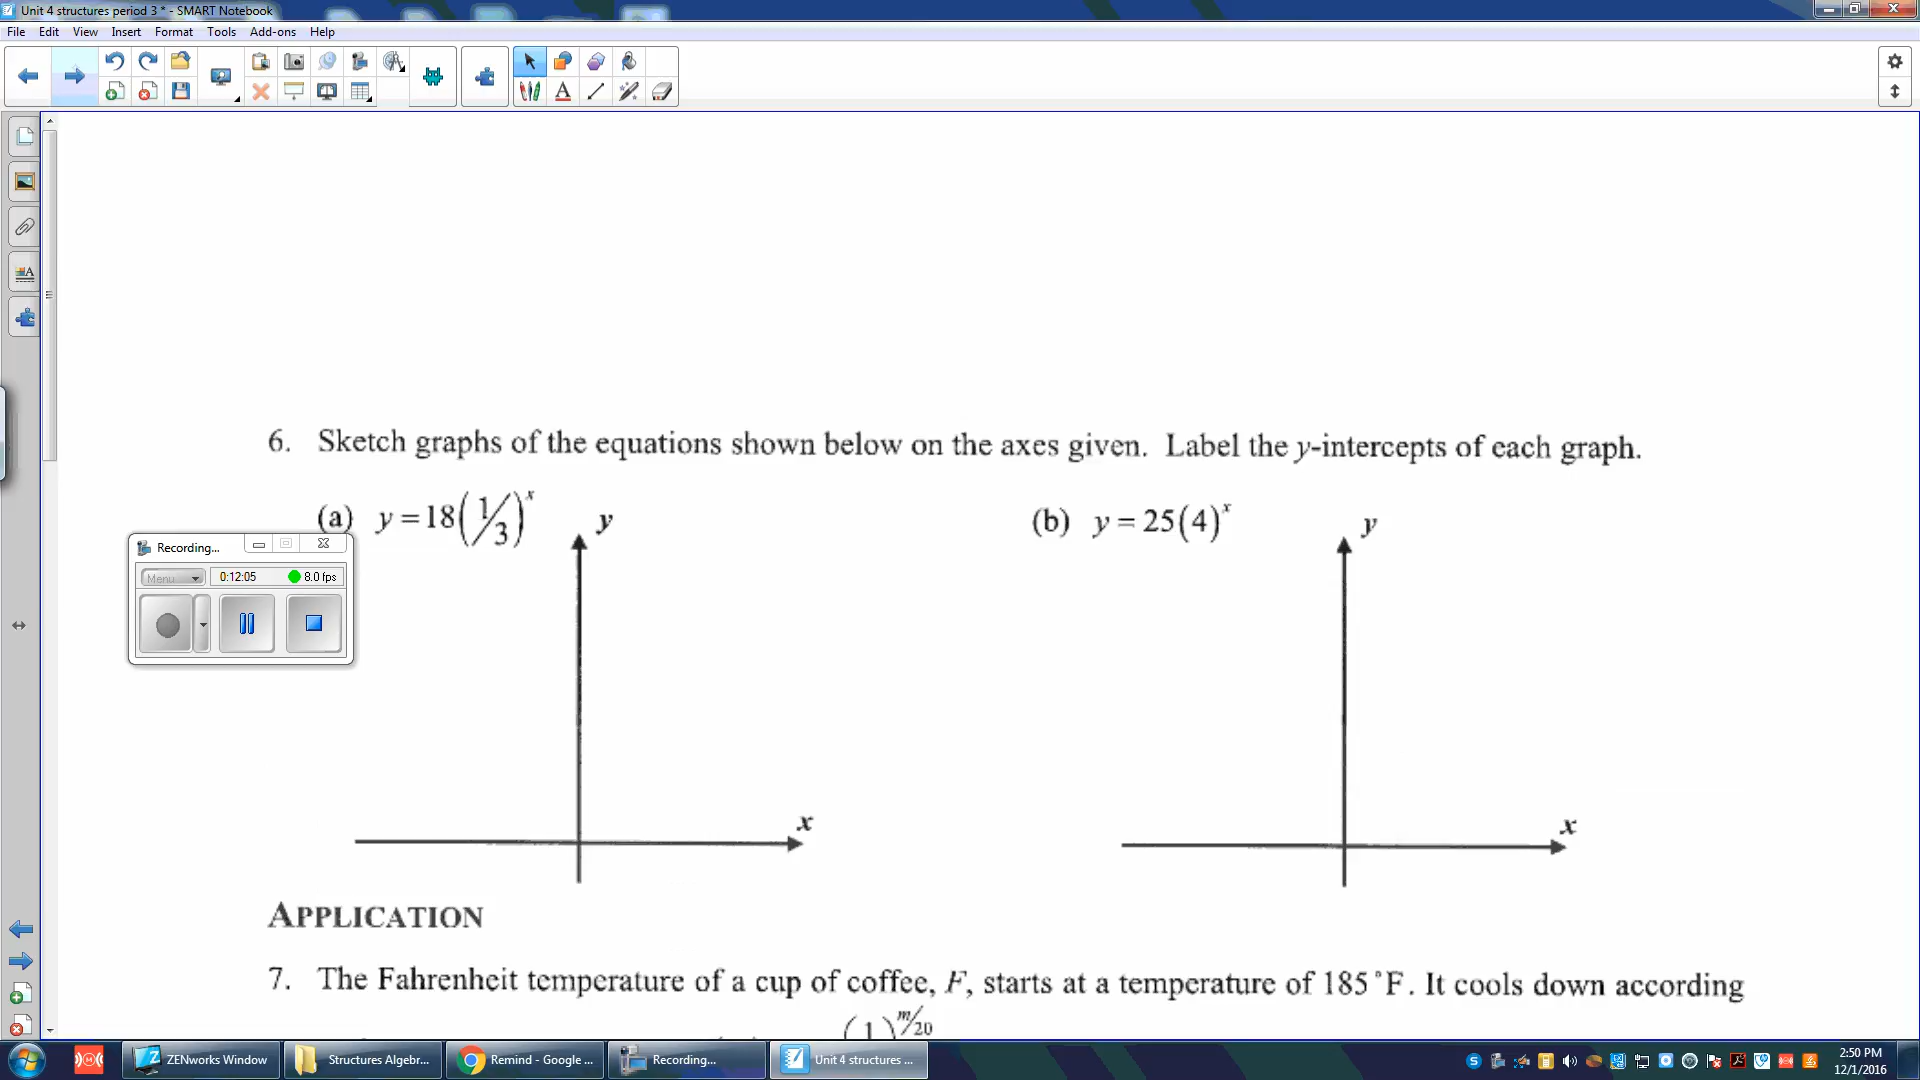 Unit 4 structures period 3 * - SMART Notebook
File Edit View Insert Format Tools Add-ons Help
6. Sketch graphs of the equations shown below on the axes given. Label the y-intercepts of each graph.
(a) y = 18(1/3)^x
y
(b) y = 25(4)^x
y
Recording...
Menu
0:12:05
8.0 fps
x
x
APPLICATION
7. The Fahrenheit temperature of a cup of coffee, F, starts at a temperature of 185°F. It cools down according
ZENworks Window
Structures Algebr...
Remind - Google ...
Recording...
Unit 4 structures ...
2:50 PM
12/1/2016